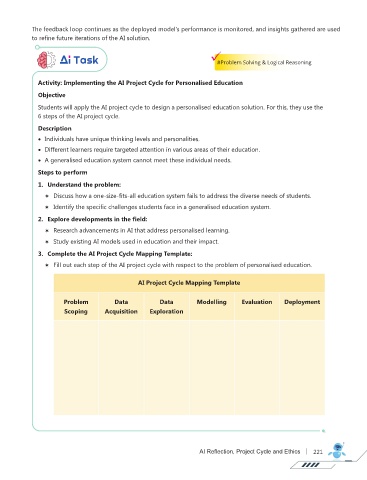 The feedback loop continues as the deployed model's performance is monitored, and insights gathered are used
to refine future iterations of the AI solution.
Ai Task
#Problem Solving & Logical Reasoning
Activity: Implementing the AI Project Cycle for Personalised Education
Objective
Students will apply the AI project cycle to design a personalised education solution. For this, they use the
6 steps of the AI project cycle.
Description
• Individuals have unique thinking levels and personalities.
• Different learners require targeted attention in various areas of their education.
• A generalised education system cannot meet these individual needs.
Steps to perform
1. Understand the problem:
★ Discuss how a one-size-fits-all education system fails to address the diverse needs of students.
★ Identify the specific challenges students face in a generalised education system.
2. Explore developments in the field:
★ Research advancements in AI that address personalised learning.
★ Study existing AI models used in education and their impact.
3. Complete the AI Project Cycle Mapping Template:
★ Fill out each step of the AI project cycle with respect to the problem of personalised education.
AI Project Cycle Mapping Template
Problem Data Data Modelling Evaluation Deployment
Scoping Acquisition Exploration
AI Reflection, Project Cycle and Ethics | 221